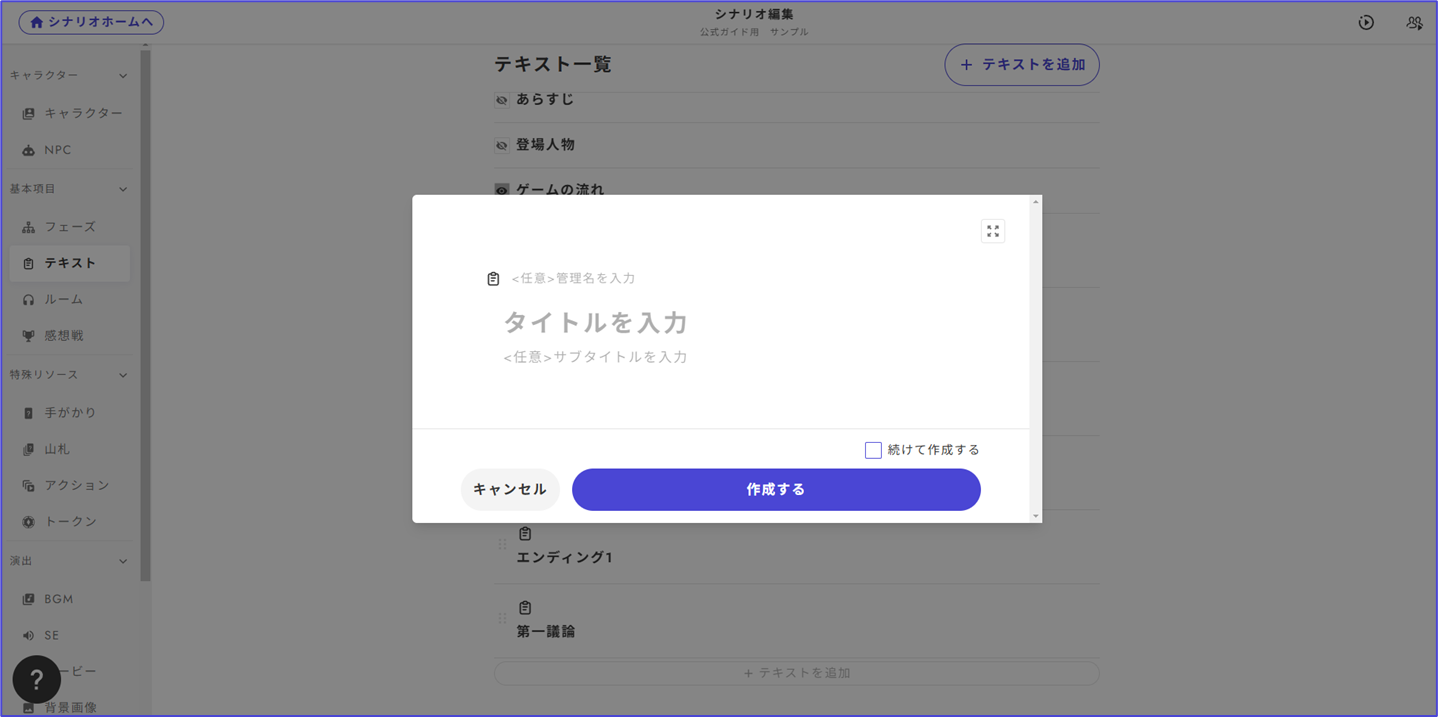 シナリオホームへ
シナリオ編集
公式ガイド用 サンプル
キャラクター
キャラクター
NPC
基本項目
フェーズ
テキスト
ルーム
感想戦
特殊リソース
手がかり
山札
アクション
トークン
演出
BGM
SE
ービー
背景画像
?
テキスト一覧
+ テキストを追加
あらすじ
登場人物
ゲームの流れ
<任意>管理名を入力
タイトルを入力
<任意>サブタイトルを入力
続けて作成する
キャンセル
作成する
エンディング1
第一議論
+ テキストを追加